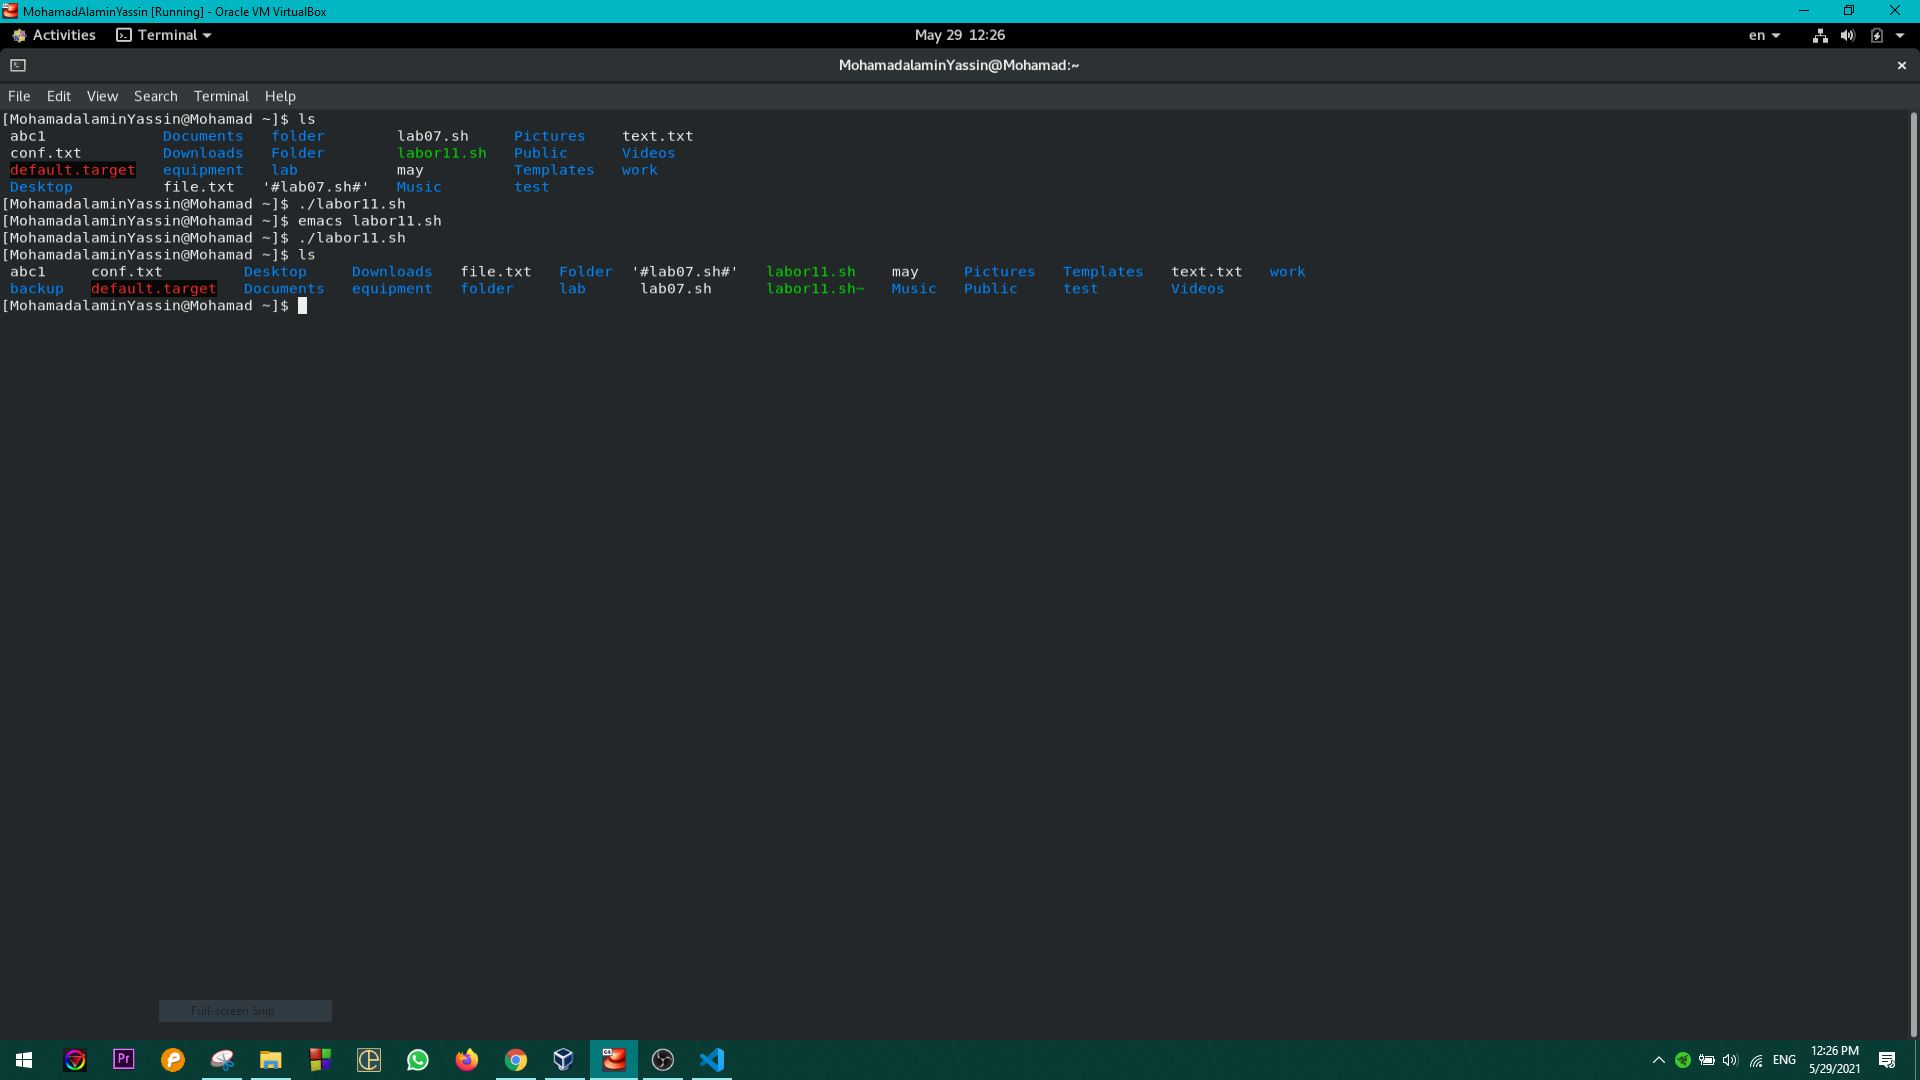 MohamadAlaminYassin [Running] - Oracle VM VirtualBox
Activities Terminal May 29 12:26 en
MohamadalaminYassin@Mohamad:~
File Edit View Search Terminal Help
[MohamadalaminYassin@Mohamad ~]$ ls
abc1 Documents folder lab07.sh Pictures text.txt
conf.txt Downloads Folder labor11.sh Public Videos
default.target equipment lab may Templates work
Desktop file.txt '#lab07.sh#' Music test
[MohamadalaminYassin@Mohamad ~]$ ./labor11.sh
[MohamadalaminYassin@Mohamad ~]$ emacs labor11.sh
[MohamadalaminYassin@Mohamad ~]$ ./labor11.sh
[MohamadalaminYassin@Mohamad ~]$ ls
abc1 conf.txt Desktop Downloads file.txt Folder '#lab07.sh#' labor11.sh may Pictures Templates text.txt work
backup default.target Documents equipment folder lab lab07.sh labor11.sh~ Music Public test Videos
[MohamadalaminYassin@Mohamad ~]$
Full-screen Snip
Pr ENG 12:26 PM
5/29/2021